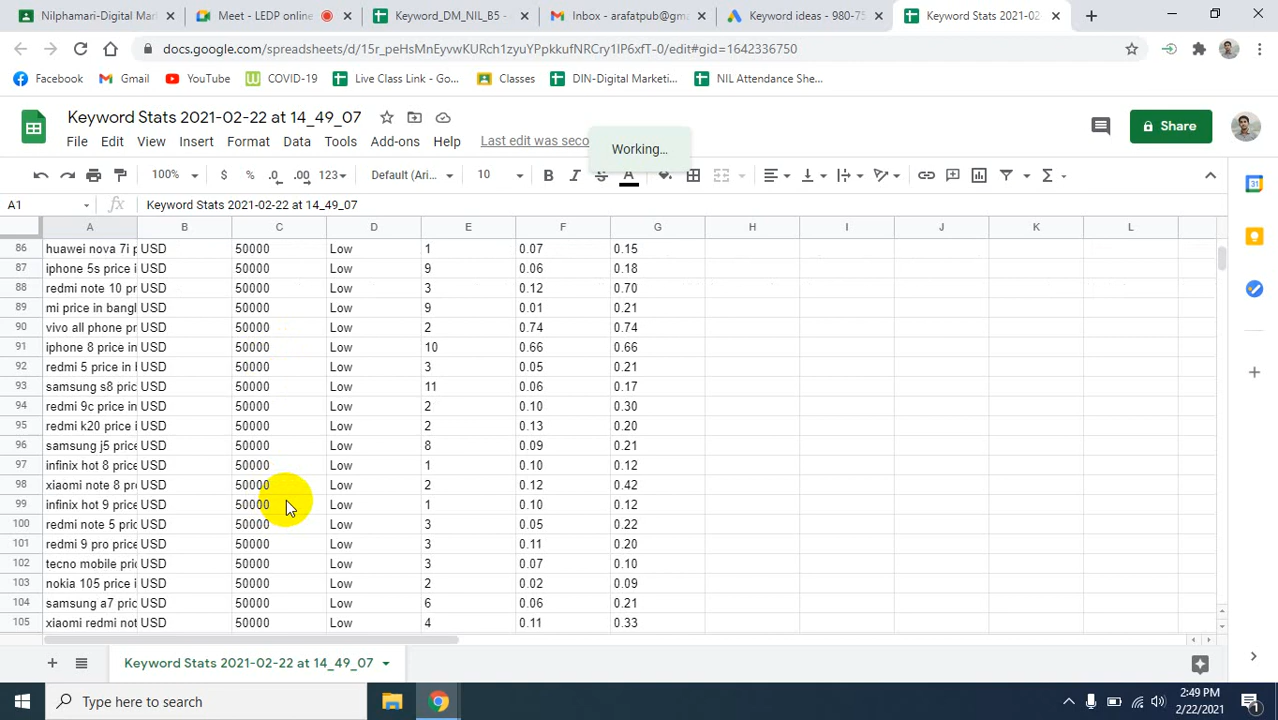 Nilphamari-Digital Mark
Meet - LEDP online
Keyword_DM_NIL_B5 -
Inbox - arafatpub@gma
Keyword ideas - 980-75
Keyword Stats 2021-02-
docs.google.com/spreadsheets/d/15r_peHsMnEyvwKURch1zyuYPpkkufNRCry1IP6xfT-0/edit#gid=1642336750
Facebook
Gmail
YouTube
COVID-19
Live Class Link - Go...
Classes
DIN-Digital Marketi...
NIL Attendance She...
Keyword Stats 2021-02-22 at 14_49_07
File Edit View Insert Format Data Tools Add-ons Help Last edit was seco
Working...
Share
100% $ % .0 .00 123 Default (Ari... 10 B I S A
A1 fx Keyword Stats 2021-02-22 at 14_49_07
A B C D E F G H I J K L
86 huawei nova 7i p USD 50000 Low 1 0.07 0.15
87 iphone 5s price i USD 50000 Low 9 0.06 0.18
88 redmi note 10 pr USD 50000 Low 3 0.12 0.70
89 mi price in bangl USD 50000 Low 9 0.01 0.21
90 vivo all phone pr USD 50000 Low 2 0.74 0.74
91 iphone 8 price in USD 50000 Low 10 0.66 0.66
92 redmi 5 price in l USD 50000 Low 3 0.05 0.21
93 samsung s8 pric USD 50000 Low 11 0.06 0.17
94 redmi 9c price in USD 50000 Low 2 0.10 0.30
95 redmi k20 price i USD 50000 Low 2 0.13 0.20
96 samsung j5 price USD 50000 Low 8 0.09 0.21
97 infinix hot 8 price USD 50000 Low 1 0.10 0.12
98 xiaomi note 8 pr USD 50000 Low 2 0.12 0.42
99 infinix hot 9 price USD 50000 Low 1 0.10 0.12
100 redmi note 5 pric USD 50000 Low 3 0.05 0.22
101 redmi 9 pro price USD 50000 Low 3 0.11 0.20
102 tecno mobile pric USD 50000 Low 3 0.07 0.10
103 nokia 105 price i USD 50000 Low 2 0.02 0.09
104 samsung a7 pric USD 50000 Low 6 0.06 0.21
105 xiaomi redmi not USD 50000 Low 4 0.11 0.33
Keyword Stats 2021-02-22 at 14_49_07
Type here to search
2:49 PM
2/22/2021